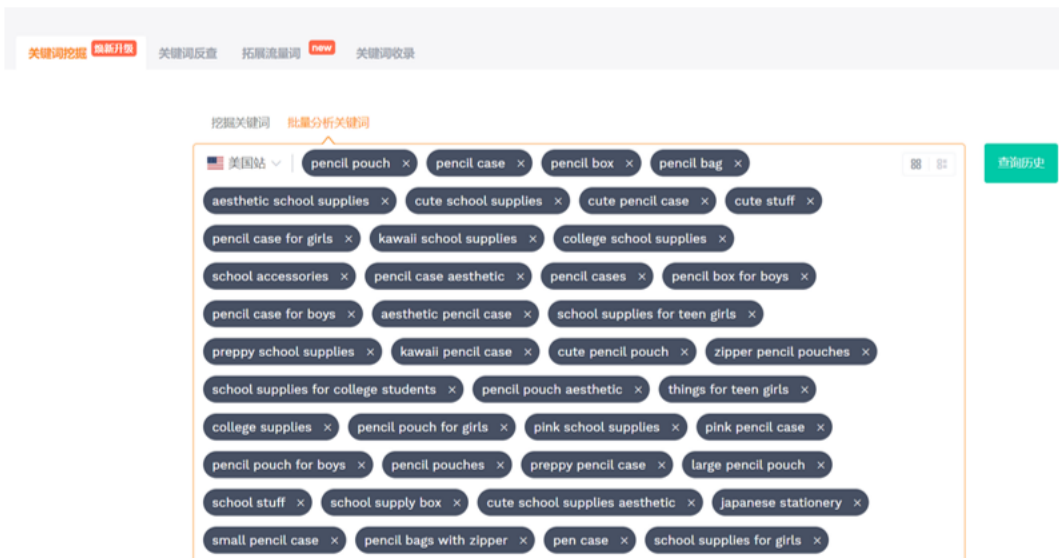 关键词挖掘 焕新升级 关键词反查 拓展流量词 new 关键词收录
挖掘关键词 批量分析关键词
美国站 pencil pouch × pencil case × pencil box × pencil bag × 查询历史
aesthetic school supplies × cute school supplies × cute pencil case × cute stuff ×
pencil case for girls × kawaii school supplies × college school supplies ×
school accessories × pencil case aesthetic × pencil cases × pencil box for boys ×
pencil case for boys × aesthetic pencil case × school supplies for teen girls ×
preppy school supplies × kawaii pencil case × cute pencil pouch × zipper pencil pouches ×
school supplies for college students × pencil pouch aesthetic × things for teen girls ×
college supplies × pencil pouch for girls × pink school supplies × pink pencil case ×
pencil pouch for boys × pencil pouches × preppy pencil case × large pencil pouch ×
school stuff × school supply box × cute school supplies aesthetic × japanese stationery ×
small pencil case × pencil bags with zipper × pen case × school supplies for girls ×